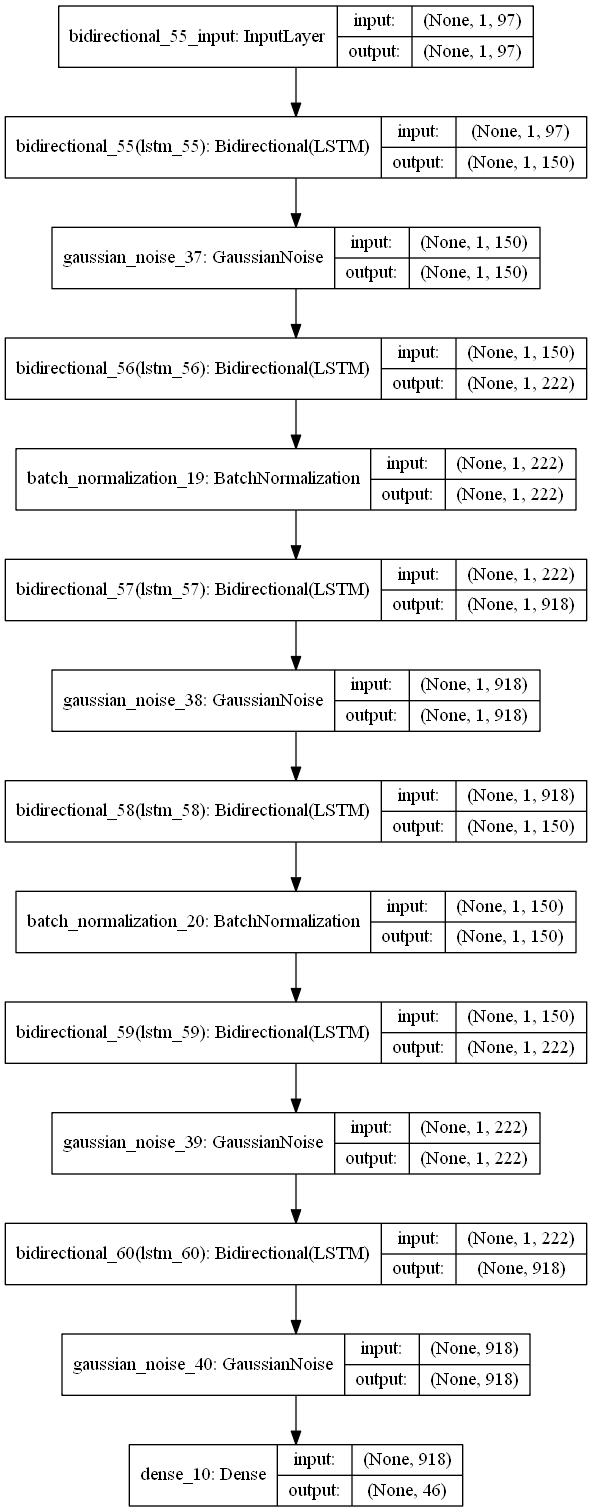 bidirectional_55_input: InputLayer input: (None, 1, 97)
output: (None, 1, 97)
bidirectional_55(lstm_55): Bidirectional(LSTM) input: (None, 1, 97)
output: (None, 1, 150)
gaussian_noise_37: GaussianNoise input: (None, 1, 150)
output: (None, 1, 150)
bidirectional_56(lstm_56): Bidirectional(LSTM) input: (None, 1, 150)
output: (None, 1, 222)
batch_normalization_19: BatchNormalization input: (None, 1, 222)
output: (None, 1, 222)
bidirectional_57(lstm_57): Bidirectional(LSTM) input: (None, 1, 222)
output: (None, 1, 918)
gaussian_noise_38: GaussianNoise input: (None, 1, 918)
output: (None, 1, 918)
bidirectional_58(lstm_58): Bidirectional(LSTM) input: (None, 1, 918)
output: (None, 1, 150)
batch_normalization_20: BatchNormalization input: (None, 1, 150)
output: (None, 1, 150)
bidirectional_59(lstm_59): Bidirectional(LSTM) input: (None, 1, 150)
output: (None, 1, 222)
gaussian_noise_39: GaussianNoise input: (None, 1, 222)
output: (None, 1, 222)
bidirectional_60(lstm_60): Bidirectional(LSTM) input: (None, 1, 222)
output: (None, 918)
gaussian_noise_40: GaussianNoise input: (None, 918)
output: (None, 918)
dense_10: Dense input: (None, 918)
output: (None, 46)